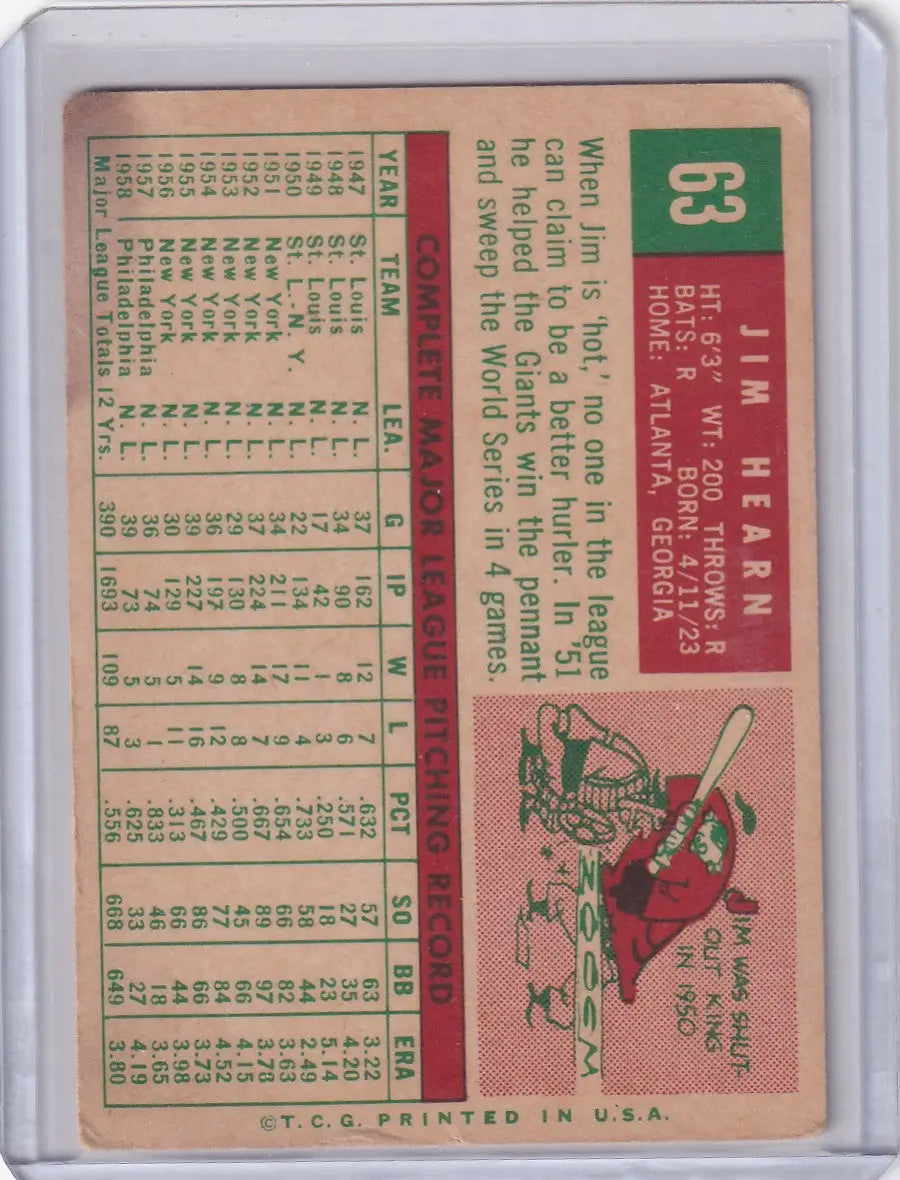 63
JIM HEARN
HT: 6'3" WT: 200 THROWS: R
BATS: R BORN: 4/11/23
HOME: ATLANTA, GEORGIA
When Jim is 'hot,' no one in the league
can claim to be a better hurler. In '51
he helped the Giants win the pennant
and sweep the World Series in 4 games.
JIM WAS SHUT-
OUT KING
IN 1950
ZOOOM
COMPLETE MAJOR LEAGUE PITCHING RECORD
YEAR TEAM LEA. G IP W L PCT SO BB ERA
1947 St. Louis N. L. 37 162 12 7 .632 57 63 3.22
1948 St. Louis N. L. 34 90 8 6 .571 27 35 4.20
1949 St. Louis N. L. 17 42 1 3 .250 18 23 5.14
1950 St. L.-N. Y. N. L. 22 134 11 4 .733 58 44 2.49
1951 New York N. L. 34 211 17 9 .654 66 82 3.63
1952 New York N. L. 37 224 14 7 .667 89 97 3.78
1953 New York N. L. 29 130 8 8 .500 45 66 4.15
1954 New York N. L. 36 197 9 12 .429 77 84 4.52
1955 New York N. L. 39 227 14 16 .467 86 66 3.73
1956 New York N. L. 30 129 5 11 .313 66 44 3.98
1957 Philadelphia N. L. 36 74 5 1 .833 46 18 3.65
1958 Philadelphia N. L. 39 73 5 3 .625 33 27 4.19
Major League Totals 12 Yrs. 390 1693 109 87 .556 668 649 3.80
©T.C.G. PRINTED IN U.S.A.